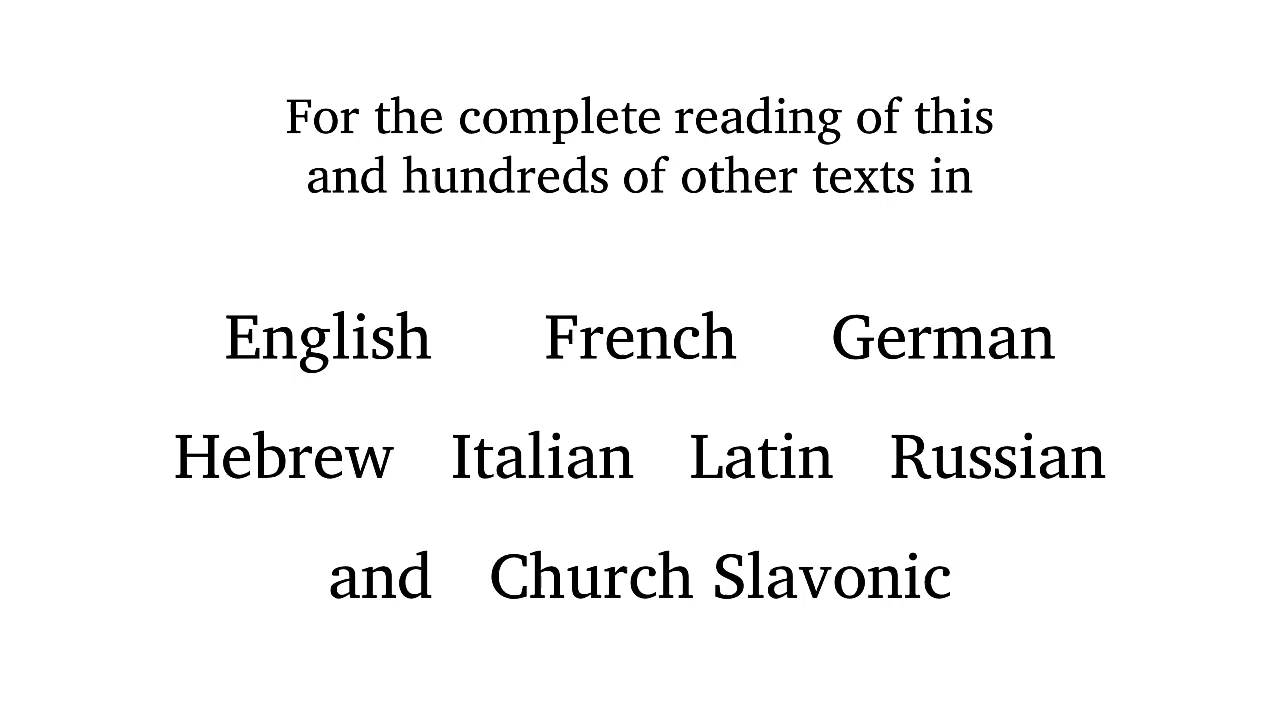 For the complete reading of this
and hundreds of other texts in
English French German
Hebrew Italian Latin Russian
and Church Slavonic